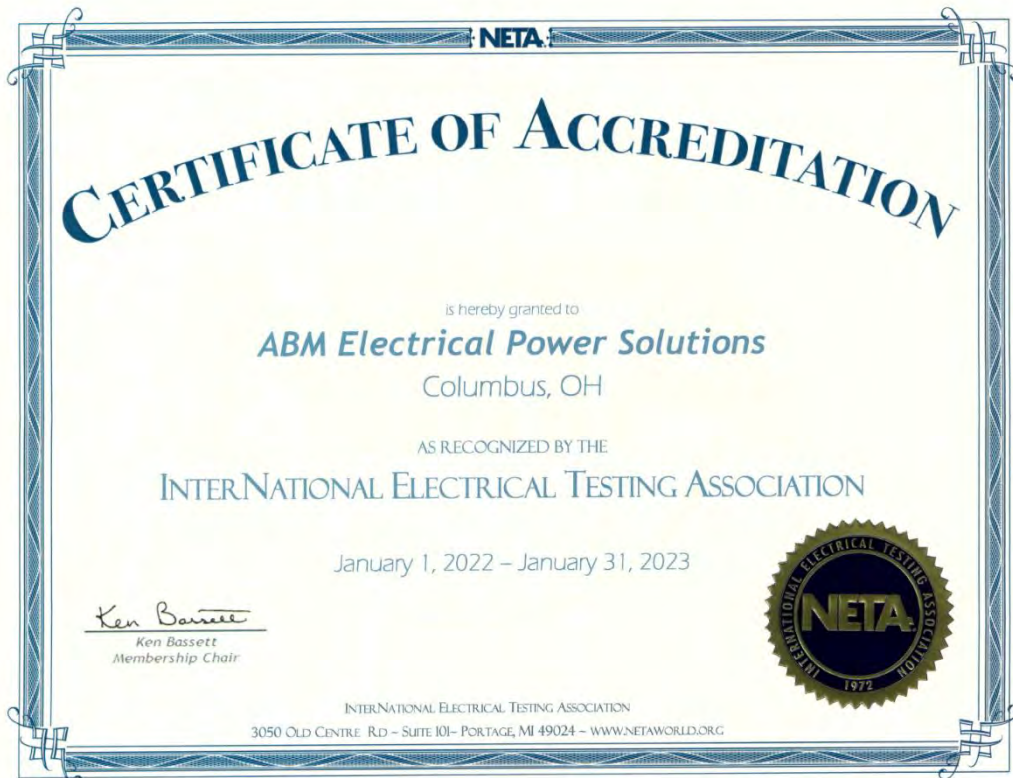 NETA
CERTIFICATE OF ACCREDITATION
is hereby granted to
ABM Electrical Power Solutions
Columbus, OH
AS RECOGNIZED BY THE
INTERNATIONAL ELECTRICAL TESTING ASSOCIATION
January 1, 2022 – January 31, 2023
Ken Bassett
Ken Bassett
Membership Chair
INTERNATIONAL ELECTRICAL TESTING ASSOCIATION
NETA
1972
INTERNATIONAL ELECTRICAL TESTING ASSOCIATION
3050 OLD CENTRE RD – SUITE 101– PORTAGE, MI 49024 – WWW.NETAWORLD.ORG